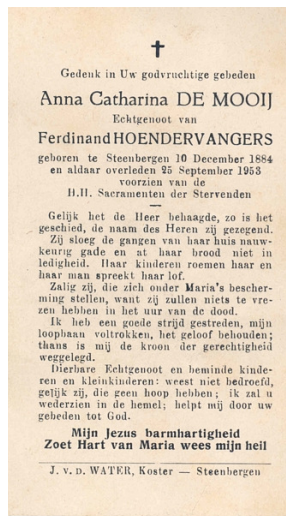 Gedenk in Uw godvruchtige gebeden
Anna Catharina DE MOOIJ
Echtgenoot van
Ferdinand HOENDERVANGERS
geboren te Steenbergen 10 December 1884
en aldaar overleden 25 September 1953
voorzien van de
H.H. Sacramenten der Stervenden
Gelijk het de Heer behaagde, zo is het
geschied, de naam des Heren zij gezegend.
Zij sloeg de gangen van haar huis nauw-
keurig gade en at haar brood niet in
ledigheid. Haar kinderen roemen haar en
haar man spreekt haar lof.
Zalig zij, die zich onder Maria's bescher-
ming stellen, want zij zullen niets te vre-
zen hebben in het uur van de dood.
Ik heb een goede strijd gestreden, mijn
loopbaan voltrokken, het geloof behouden;
thans is mij de kroon der gerechtigheid
weggelegd.
Dierbare Echtgenoot en beminde kinde-
ren en kleinkinderen: weest niet bedroefd,
gelijk zij, die geen hoop hebben; ik zal u
wederzien in de hemel; helpt mij door uw
gebeden tot God.
Mijn Jezus barmhartigheid
Zoet Hart van Maria wees mijn heil
J. v. d. WATER, Koster — Steenbergen